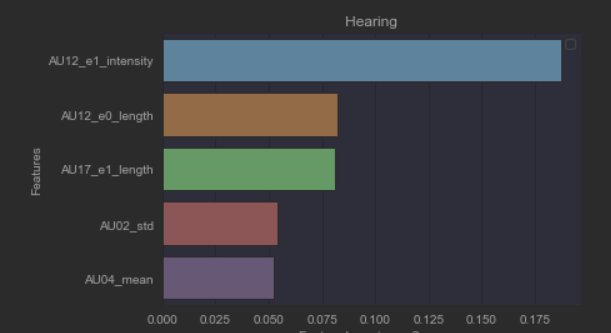 Hearing
AU12_e1_intensity
AU12_e0_length
AU17_e1_length
AU02_std
AU04_mean
Features
0.000 0.025 0.050 0.075 0.100 0.125 0.150 0.175